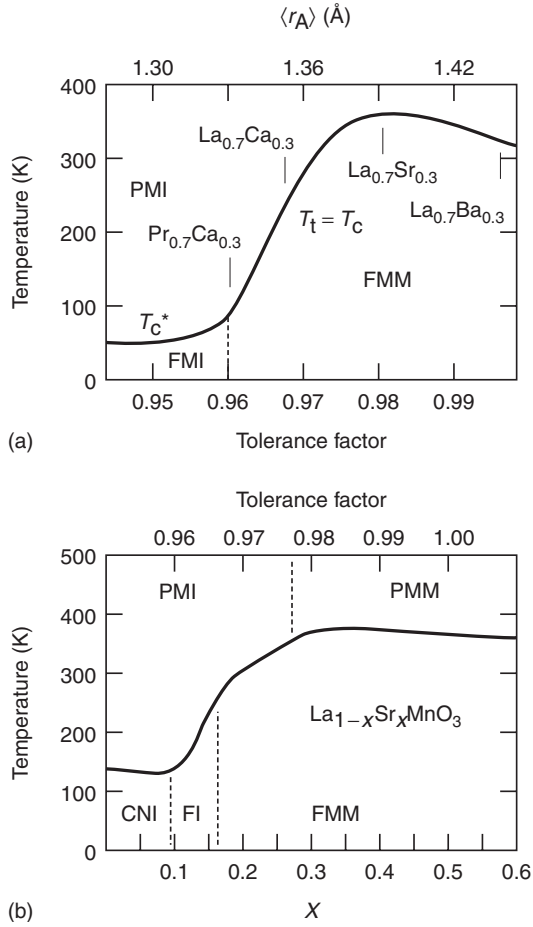 ⟨r_A⟩ (Å)
1.30 1.36 1.42
400
300
200
100
0
Temperature (K)
La0.7Ca0.3
PMI
La0.7Sr0.3
La0.7Ba0.3
Pr0.7Ca0.3
Tt = Tc
FMM
Tc*
FMI
0.95 0.96 0.97 0.98 0.99
(a)
Tolerance factor
Tolerance factor
0.96 0.97 0.98 0.99 1.00
500
400
300
200
100
0
Temperature (K)
PMI PMM
La1−xSrxMnO3
CNI FI FMM
0.1 0.2 0.3 0.4 0.5 0.6
(b)
X